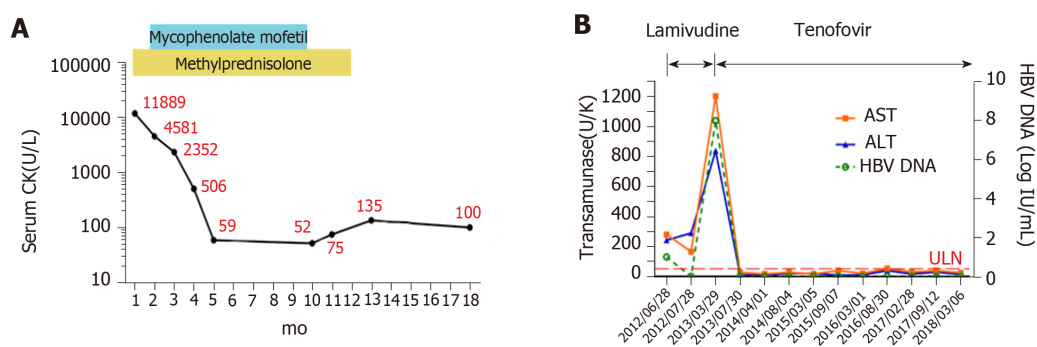 A
Mycophenolate mofetil
Methylprednisolone
Serum CK(U/L)
100000
10000
1000
100
10
11889
4581
2352
506
59
52
75
135
100
1 2 3 4 5 6 7 8 9 10 11 12 13 14 15 16 17 18
mo
B
Lamivudine Tenofovir
Transamunase(U/K)
1200
1000
800
600
400
200
0
AST
ALT
HBV DNA
ULN
10
8
6
4
2
0
HBV DNA (Log IU/mL)
2012/06/28
2012/07/28
2013/03/29
2013/07/30
2014/04/01
2014/08/04
2015/03/05
2015/09/07
2016/03/01
2016/08/30
2017/02/28
2017/09/12
2018/03/06